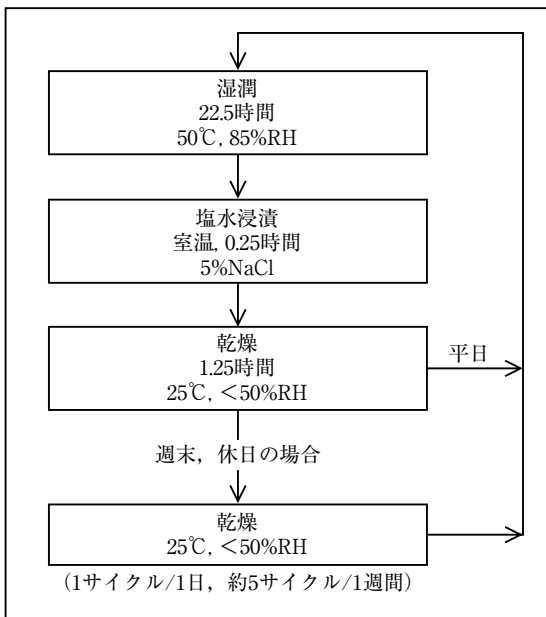 湿潤
22.5時間
50℃, 85%RH
塩水浸漬
室温, 0.25時間
5%NaCl
乾燥
1.25時間
25℃, <50%RH
平日
週末，休日の場合
乾燥
25℃, <50%RH
(1サイクル/1日，約5サイクル/1週間)